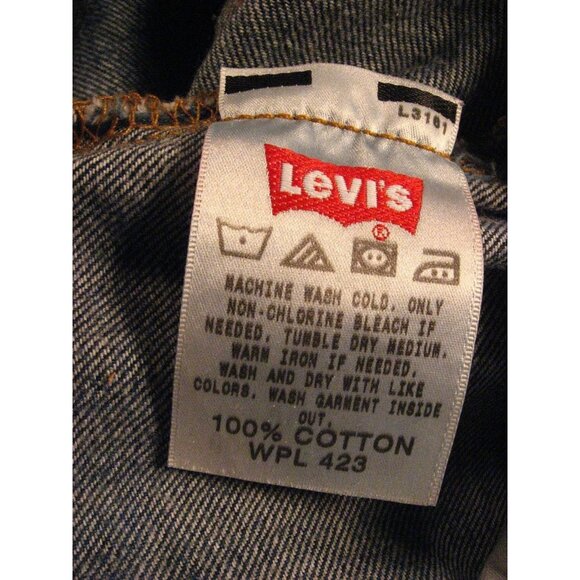 L3161
LEVI'S
®
MACHINE WASH COLD. ONLY
NON-CHLORINE BLEACH IF
NEEDED. TUMBLE DRY MEDIUM.
WARM IRON IF NEEDED.
WASH AND DRY WITH LIKE
COLORS. WASH GARMENT INSIDE
OUT.
100% COTTON
WPL 423